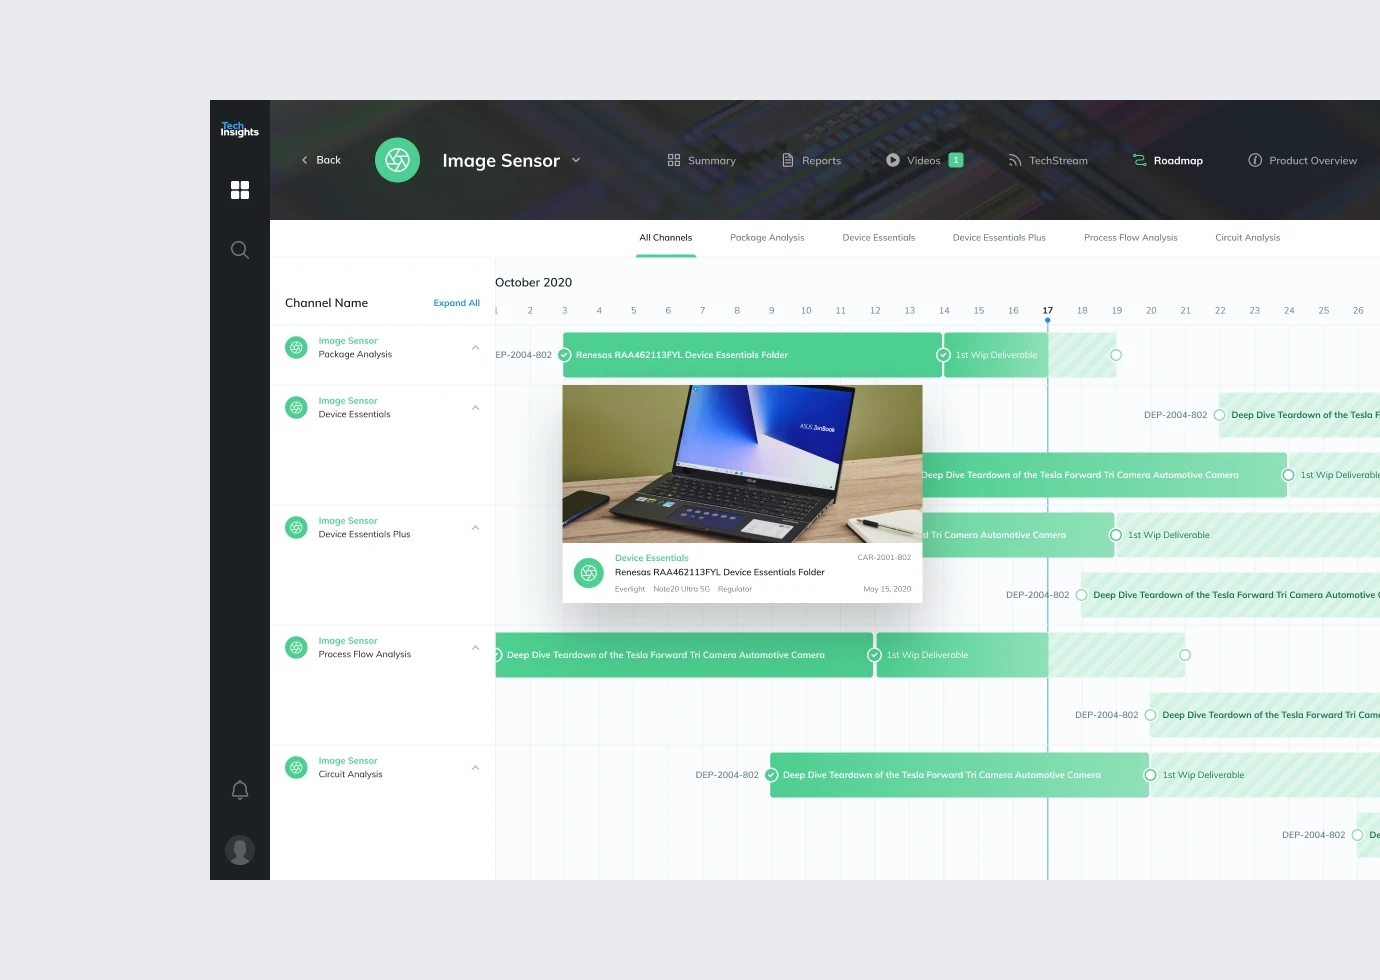 Tech
Insights
Back
Image Sensor
Summary
Reports
Videos 1
TechStream
Roadmap
Product Overview
All Channels
Package Analysis
Device Essentials
Device Essentials Plus
Process Flow Analysis
Circuit Analysis
October 2020
Channel Name
Expand All
1 2 3 4 5 6 7 8 9 10 11 12 13 14 15 16 17 18 19 20 21 22 23 24 25 26
Image Sensor
Package Analysis
EP-2004-802
Renesas RAA462113FYL Device Essentials Folder
1st Wip Deliverable
Image Sensor
Device Essentials
DEP-2004-802
Deep Dive Teardown of the Tesla F
ASUS ZenBook
Deep Dive Teardown of the Tesla Forward Tri Camera Automotive Camera
1st Wip Deliverable
Image Sensor
Device Essentials Plus
d Tri Camera Automotive Camera
1st Wip Deliverable
Device Essentials
CAR-2001-802
Renesas RAA462113FYL Device Essentials Folder
Everlight Note20 Ultra 5G Regulator
May 15, 2020
DEP-2004-802
Deep Dive Teardown of the Tesla Forward Tri Camera Automotive
Image Sensor
Process Flow Analysis
Deep Dive Teardown of the Tesla Forward Tri Camera Automotive Camera
1st Wip Deliverable
DEP-2004-802
Deep Dive Teardown of the Tesla Forward Tri Came
Image Sensor
Circuit Analysis
DEP-2004-802
Deep Dive Teardown of the Tesla Forward Tri Camera Automotive Camera
1st Wip Deliverable
DEP-2004-802
De